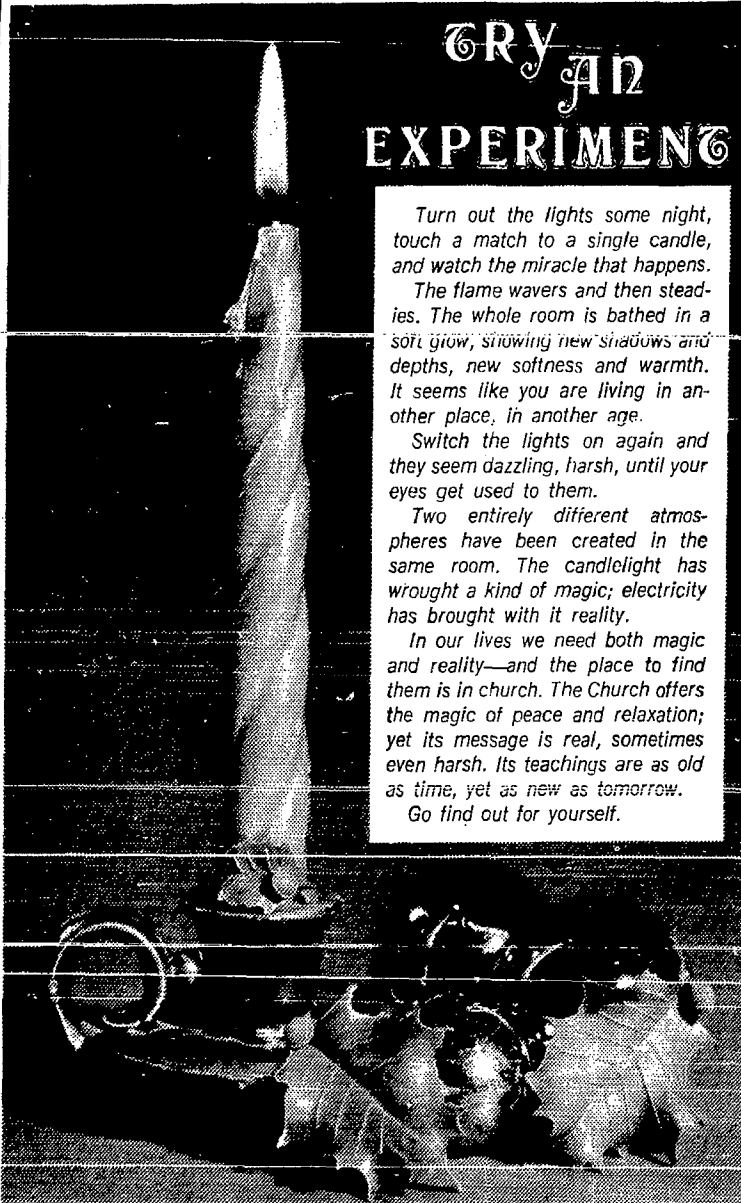 TRY
AN
EXPERIMENT
Turn out the lights some night,
touch a match to a single candle,
and watch the miracle that happens.
The flame wavers and then stead-
ies. The whole room is bathed in a
soft glow, showing new shadows and
depths, new softness and warmth.
It seems like you are living in an-
other place, in another age.
Switch the lights on again and
they seem dazzling, harsh, until your
eyes get used to them.
Two entirely different atmos-
pheres have been created in the
same room. The candlelight has
wrought a kind of magic; electricity
has brought with it reality.
In our lives we need both magic
and reality—and the place to find
them is in church. The Church offers
the magic of peace and relaxation;
yet its message is real, sometimes
even harsh. Its teachings are as old
as time, yet as new as tomorrow.
Go find out for yourself.